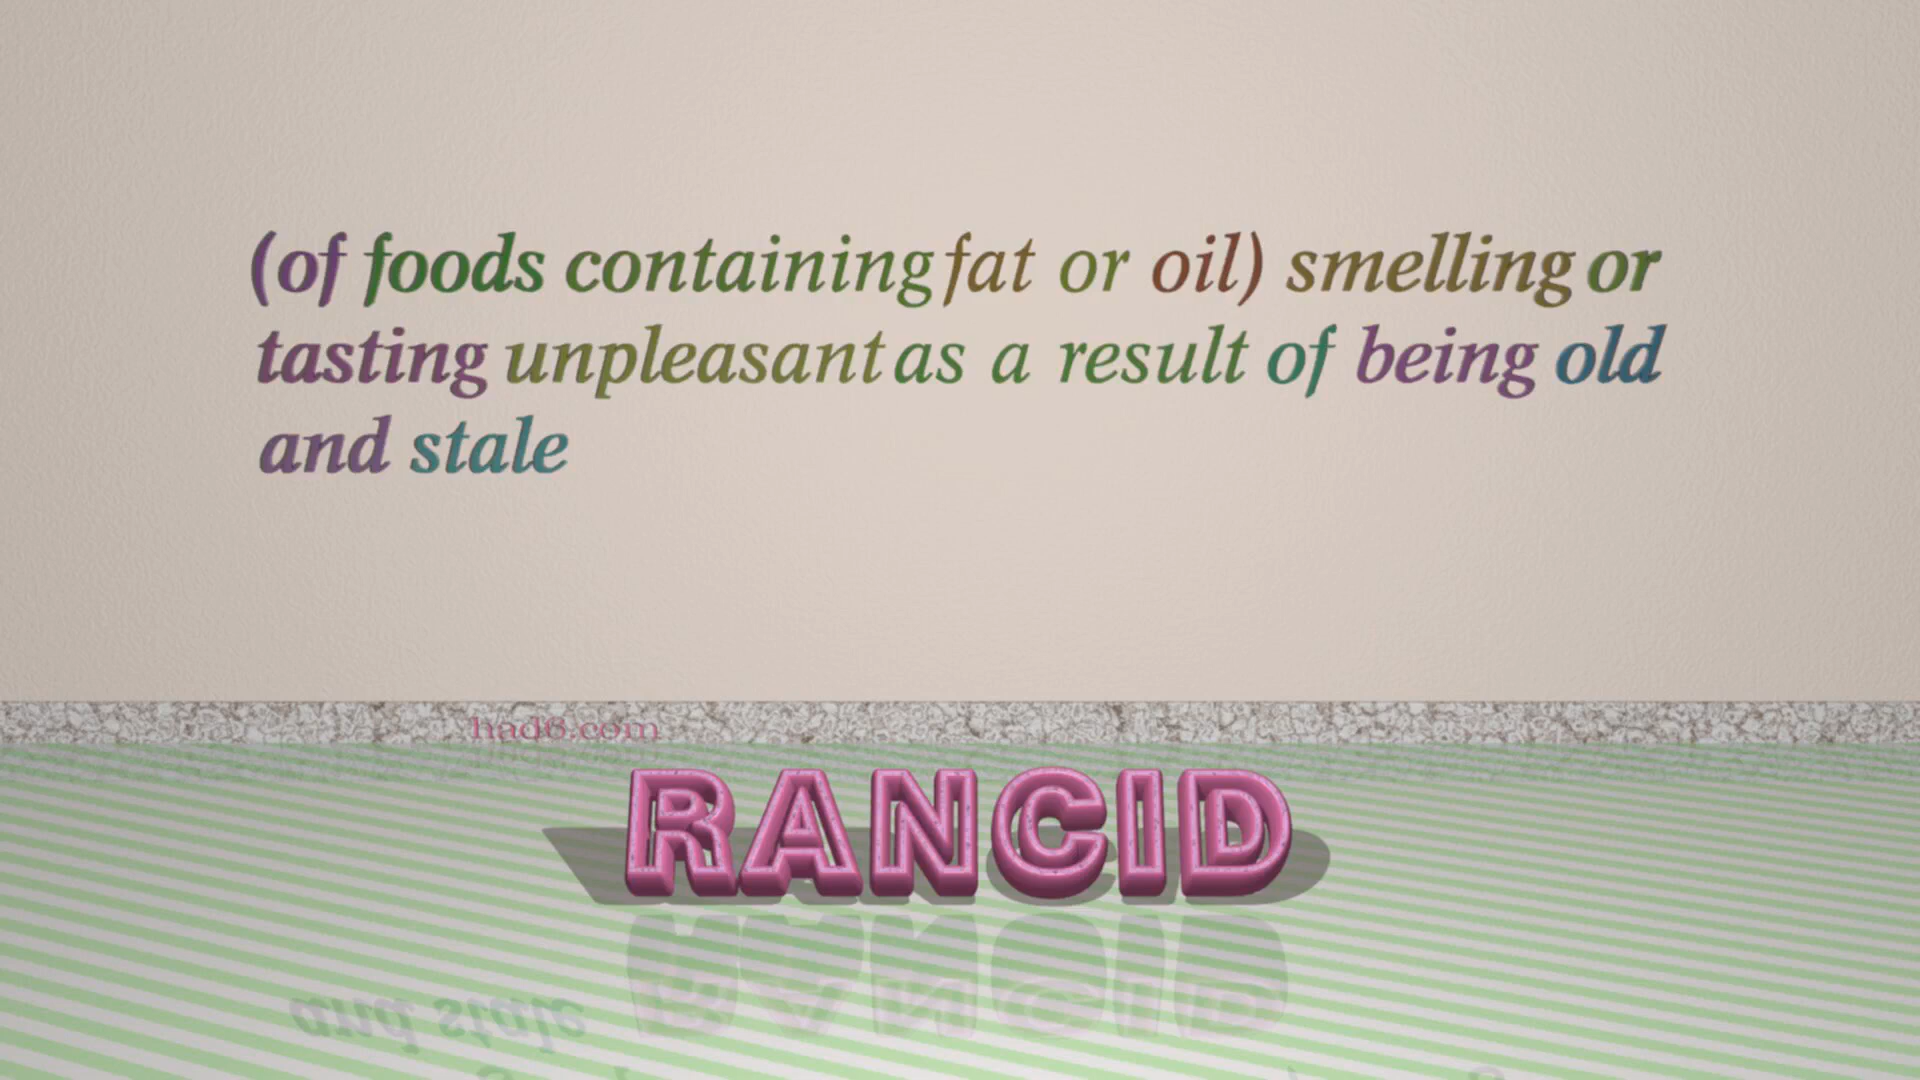 (of foods containing fat or oil) smelling or
tasting unpleasant as a result of being old
and stale
had6.com
RANCID